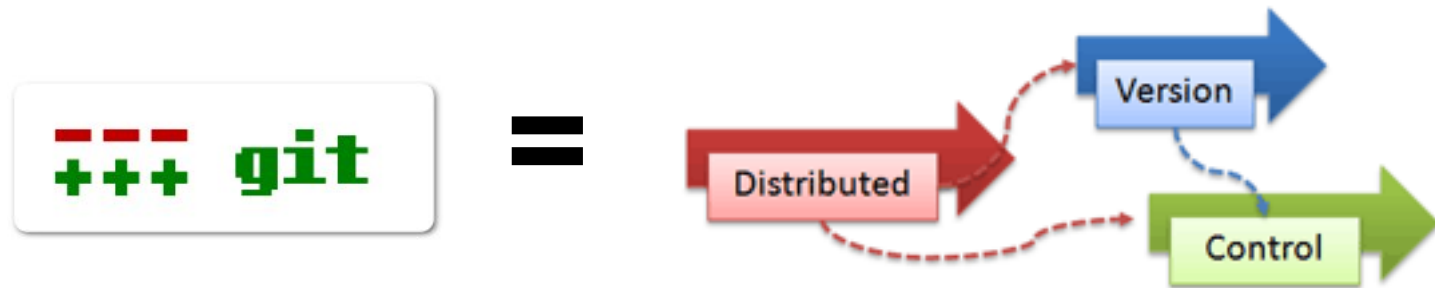 --- 
+++ git
=
Distributed
Version
Control